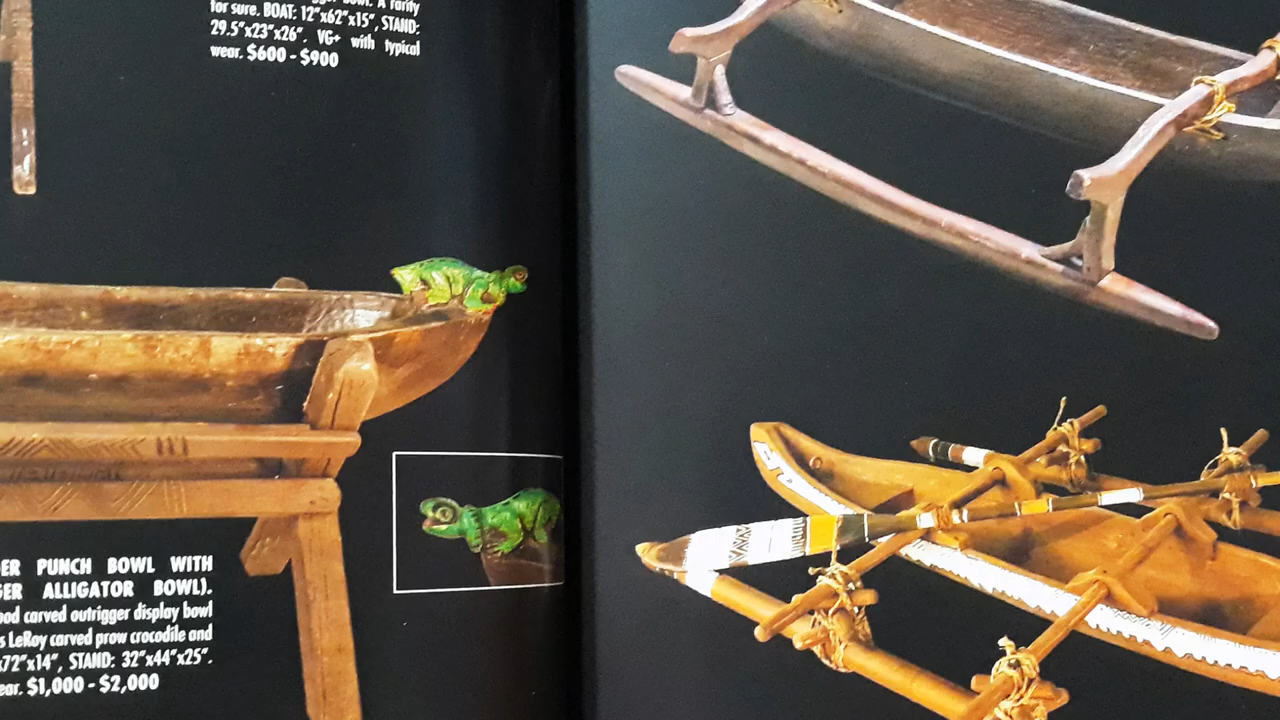 Bowl. A rarity
for sure. BOAT: 12"x62"x15", STAND:
29.5"x23"x26". VG+ with typical
wear. $600 - $900
ER PUNCH BOWL WITH
GER ALLIGATOR BOWL).
ood carved outrigger display bowl
s LeRoy carved prow crocodile and
x72"x14", STAND: 32"x44"x25".
ear. $1,000 - $2,000